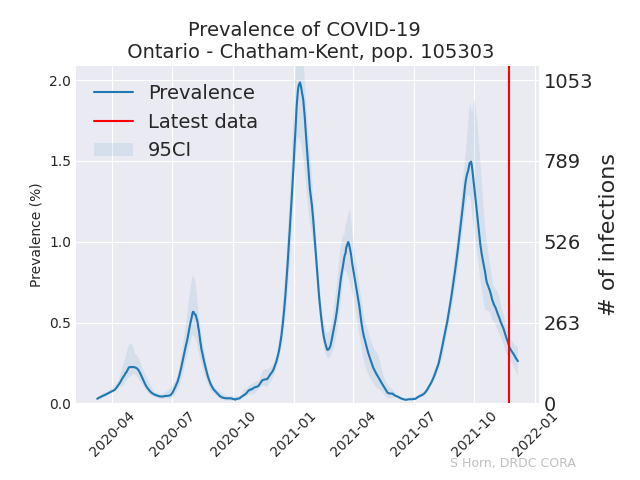 Prevalence of COVID-19
Ontario - Chatham-Kent, pop. 105303
Prevalence
Latest data
95CI
Prevalence (%)
2.0
1.5
1.0
0.5
0.0
1053
789
526
263
0
# of infections
2020-04
2020-07
2020-10
2021-01
2021-04
2021-07
2021-10
2022-01
S Horn, DRDC CORA